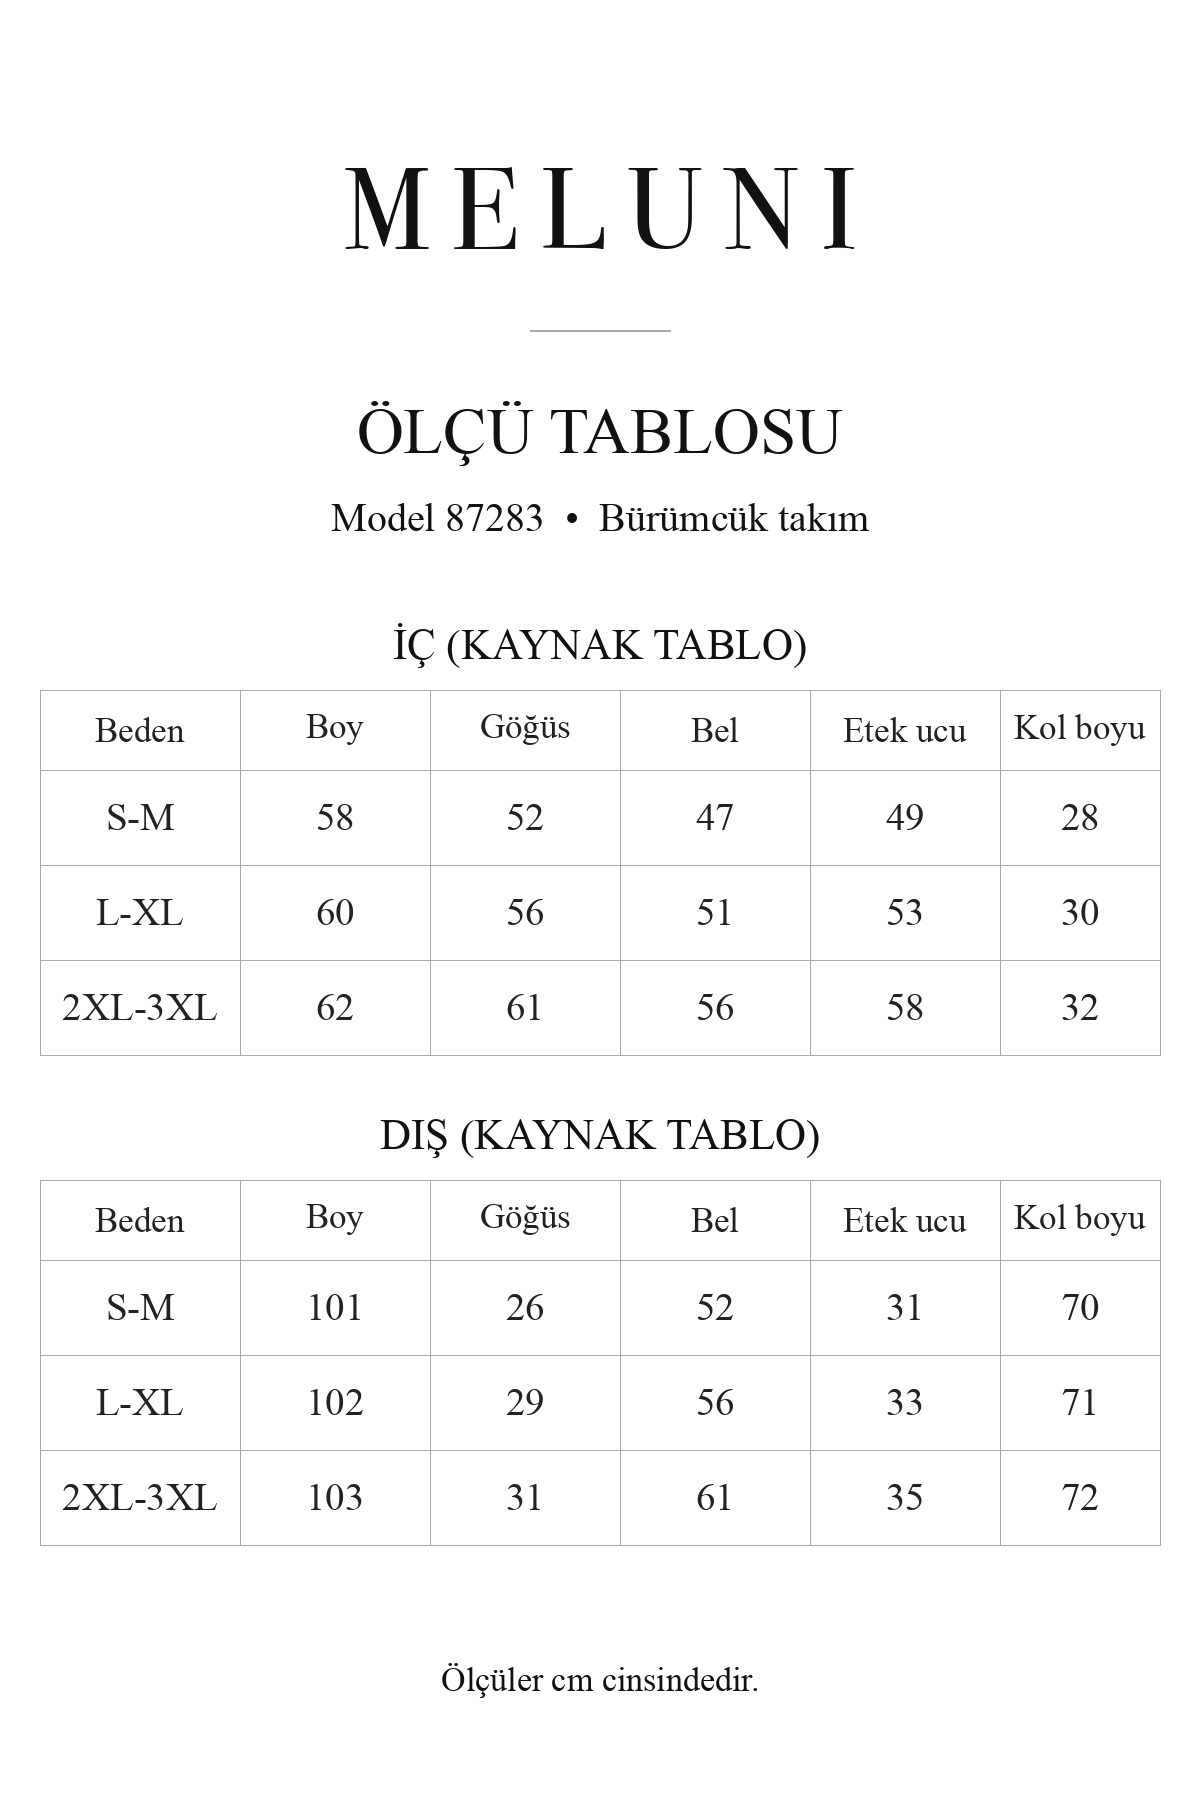 MELUNI
ÖLÇÜ TABLOSU
Model 87283 • Bürümcük takım
İÇ (KAYNAK TABLO)
Beden Boy Göğüs Bel Etek ucu Kol boyu
S-M 58 52 47 49 28
L-XL 60 56 51 53 30
2XL-3XL 62 61 56 58 32
DIŞ (KAYNAK TABLO)
Beden Boy Göğüs Bel Etek ucu Kol boyu
S-M 101 26 52 31 70
L-XL 102 29 56 33 71
2XL-3XL 103 31 61 35 72
Ölçüler cm cinsindedir.